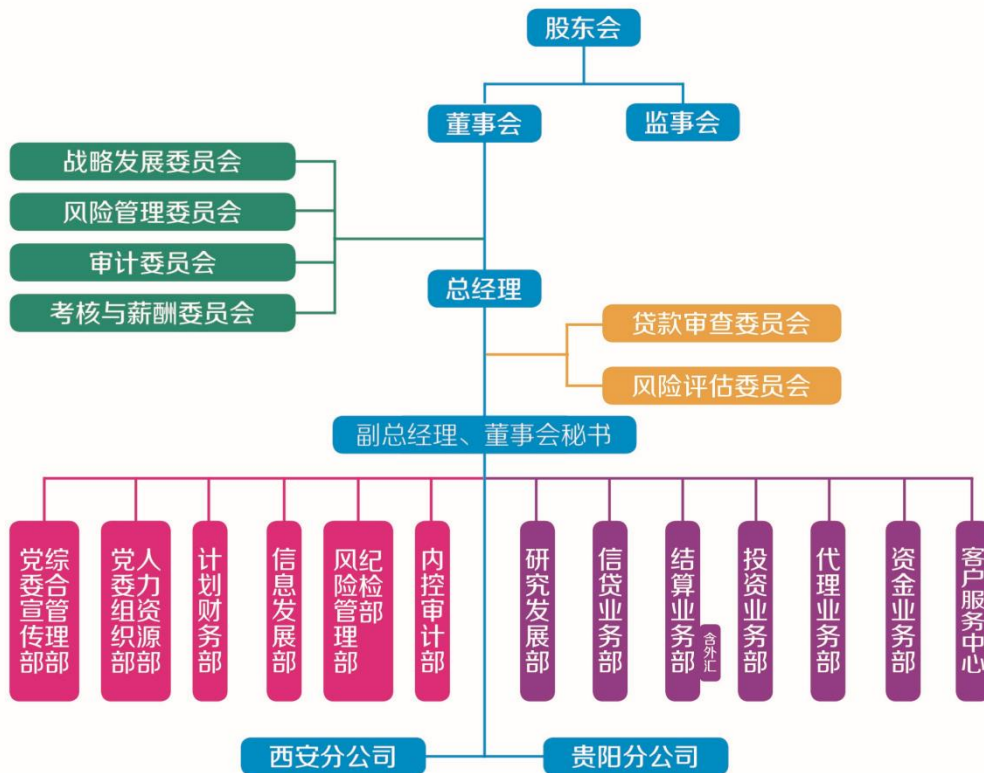 股东会
董事会
监事会
战略发展委员会
风险管理委员会
审计委员会
考核与薪酬委员会
总经理
贷款审查委员会
风险评估委员会
副总经理、董事会秘书
综合管理部
党委宣传部
人力资源部
党委组织部
计划财务部
信息发展部
纪检部
风险管理部
内控审计部
研究发展部
信贷业务部
结算业务部
含外汇
投资业务部
代理业务部
资金业务部
客户服务中心
西安分公司
贵阳分公司